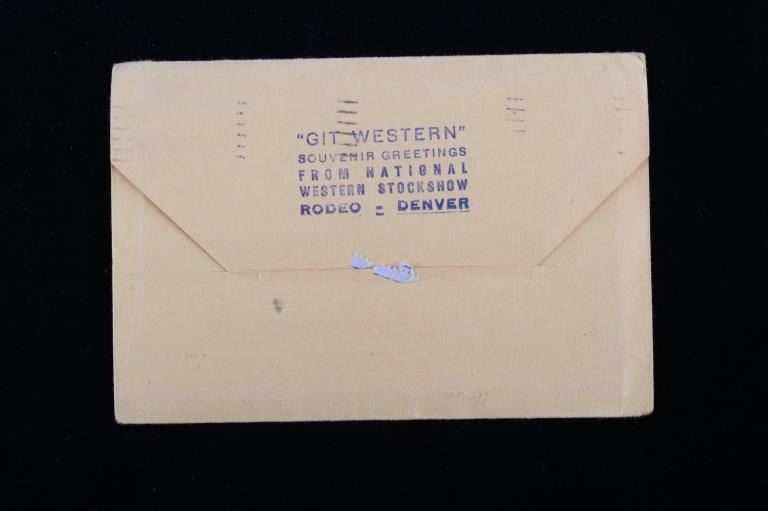 "GIT WESTERN"
SOUVENIR GREETINGS
FROM NATIONAL
WESTERN STOCKSHOW
RODEO = DENVER